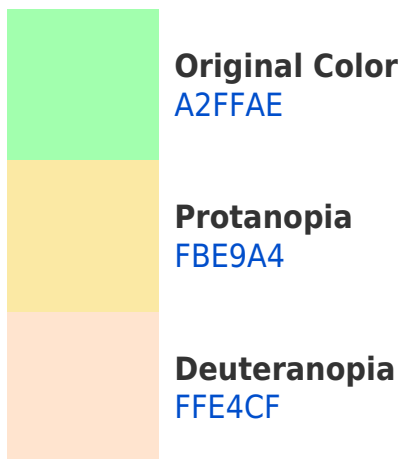 Original Color
A2FFAE
Protanopia
FBE9A4
Deuteranopia
FFE4CF